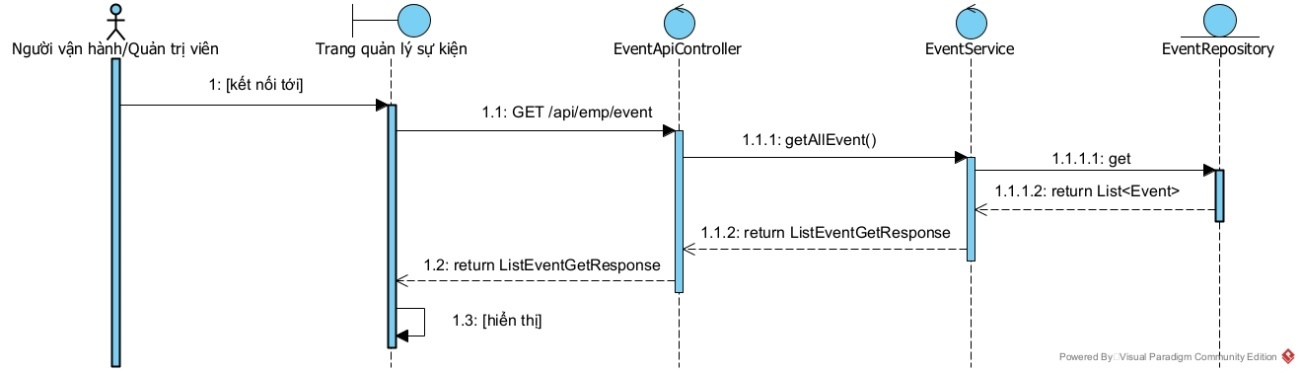 Người vận hành/Quản trị viên
Trang quản lý sự kiện
EventApiController
EventService
EventRepository
1: [kết nối tới]
1.1: GET /api/emp/event
1.1.1: getAllEvent()
1.1.1.1: get
1.1.1.2: return List<Event>
1.1.2: return ListEventGetResponse
1.2: return ListEventGetResponse
1.3: [hiển thị]
Powered By Visual Paradigm Community Edition